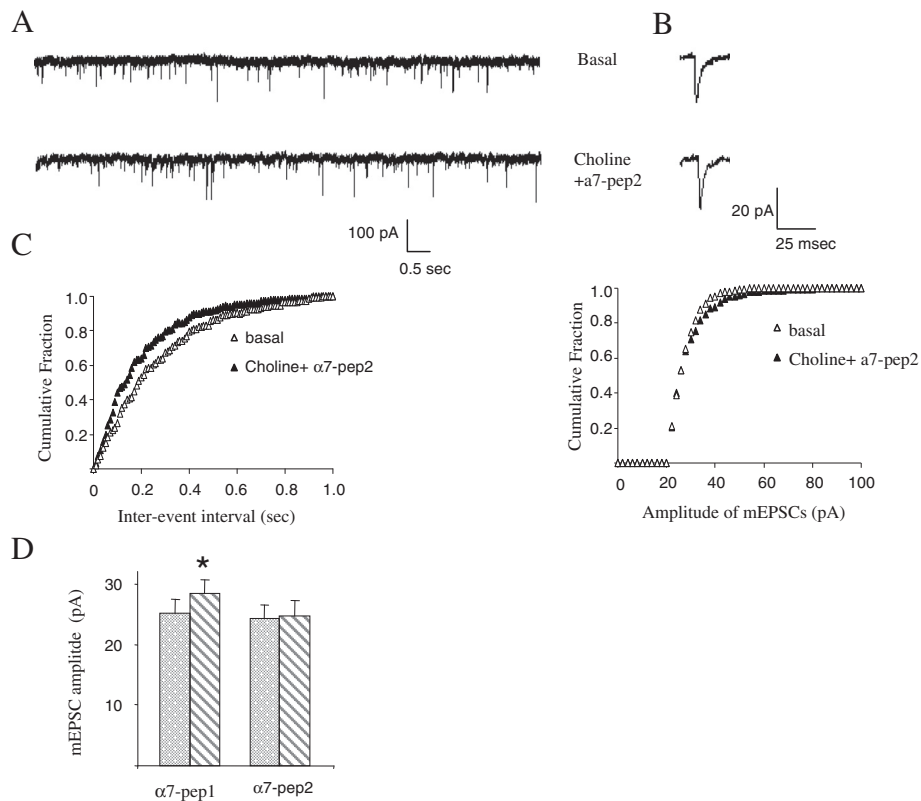 A
B
Basal
Choline
+a7-pep2
100 pA
0.5 sec
20 pA
25 msec
C
Cumulative Fraction
1.0
0.8
0.6
0.4
0.2
0 0.2 0.4 0.6 0.8 1.0
Inter-event interval (sec)
basal
Choline+ α7-pep2
Cumulative Fraction
1.0
0.8
0.6
0.4
0.2
0 20 40 60 80 100
Amplitude of mEPSCs (pA)
basal
Choline+ a7-pep2
D
mEPSC amplitde (pA)
30
20
10
*
α7-pep1
α7-pep2